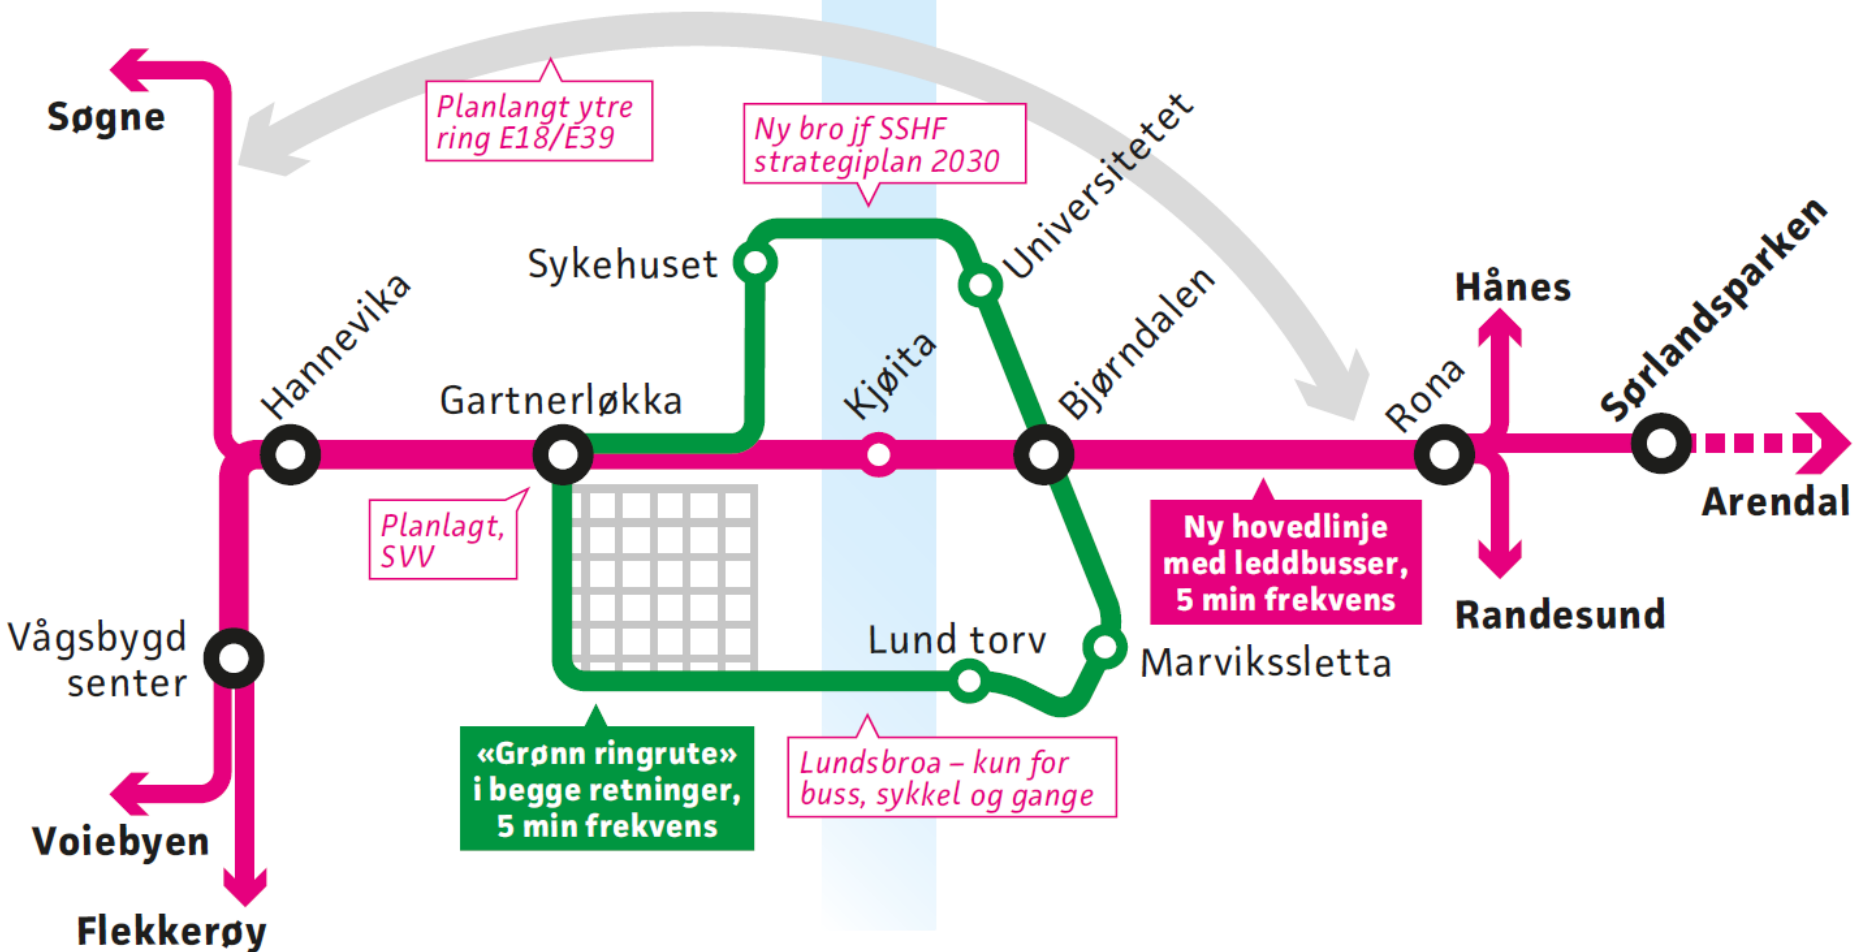 Søgne
Planlangt ytre
ring E18/E39
Ny bro jf SSHF
strategiplan 2030
Universitetet
Sykehuset
Hannevika
Gartnerløkka
Kjøita
Bjørndalen
Rona
Hånes
Sørlandsparken
Arendal
Planlagt,
SVV
Ny hovedlinje
med leddbusser,
5 min frekvens
Randesund
Vågsbygd
senter
Lund torv
Marvikssletta
«Grønn ringrute»
i begge retninger,
5 min frekvens
Lundsbroa – kun for
buss, sykkel og gange
Voiebyen
Flekkerøy